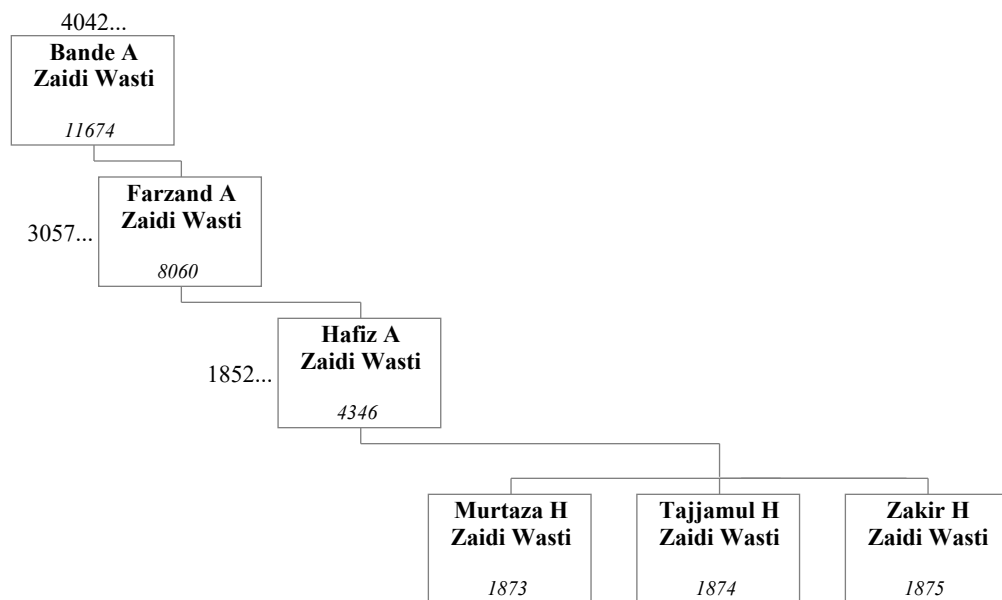 4042...
Bande A
Zaidi Wasti
11674
Farzand A
Zaidi Wasti
3057...
8060
Hafiz A
Zaidi Wasti
1852...
4346
Murtaza H
Zaidi Wasti
1873
Tajjamul H
Zaidi Wasti
1874
Zakir H
Zaidi Wasti
1875